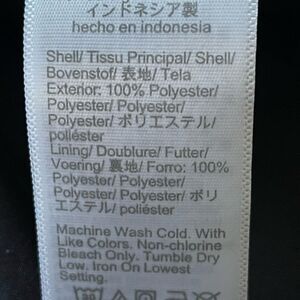 インドネシア製
hecho en indonesia
Shell/ Tissu Principal/ Shell/
Bovenstof/ 表地/ Tela
Exterior: 100% Polyester/
Polyester/ Polyester/
Polyester/ ポリエステル/
poliéster
Lining/ Doublure/ Futter/
Voering/ 裏地/ Forro: 100%
Polyester/ Polyester/
Polyester/ Polyester/ ポリ
エステル/ poliéster
Machine Wash Cold. With
Like Colors. Non-chlorine
Bleach Only. Tumble Dry
Low. Iron On Lowest
Setting.